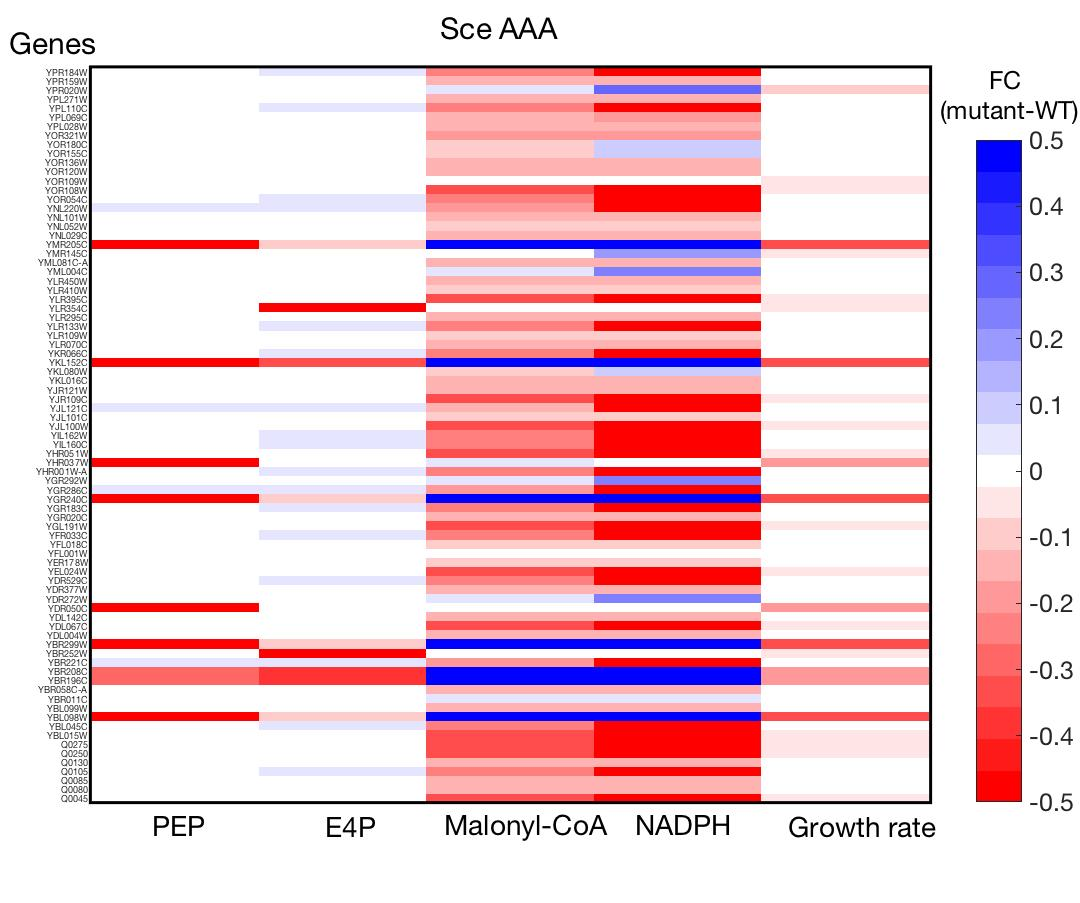 Sce AAA
Genes
FC
(mutant-WT)
YPR184W
YPR159W
YPR020W
YPL271W
YPL110C
YPL069C
YPL028W
YOR321W
YOR180C
YOR155C
YOR136W
YOR120W
YOR109W
YOR108W
YOR054C
YNL220W
YNL101W
YNL052W
YNL029C
YMR205C
YMR145C
YML081C-A
YML004C
YLR450W
YLR410W
YLR395C
YLR354C
YLR295C
YLR133W
YLR109W
YLR070C
YKR066C
YKL152C
YKL080W
YKL016C
YJR121W
YJR109C
YJL121C
YJL101C
YJL100W
YIL162W
YIL160C
YHR051W
YHR037W
YHR001W-A
YGR292W
YGR286C
YGR240C
YGR183C
YGR020C
YGL191W
YFR033C
YFL018C
YFL001W
YER178W
YEL024W
YDR529C
YDR377W
YDR272W
YDR050C
YDL142C
YDL067C
YDL004W
YBR299W
YBR252W
YBR221C
YBR208C
YBR196C
YBR058C-A
YBR011C
YBL099W
YBL098W
YBL045C
YBL015W
Q0275
Q0250
Q0130
Q0105
Q0085
Q0080
Q0045
0.5
0.4
0.3
0.2
0.1
0
-0.1
-0.2
-0.3
-0.4
-0.5
PEP E4P Malonyl-CoA NADPH Growth rate